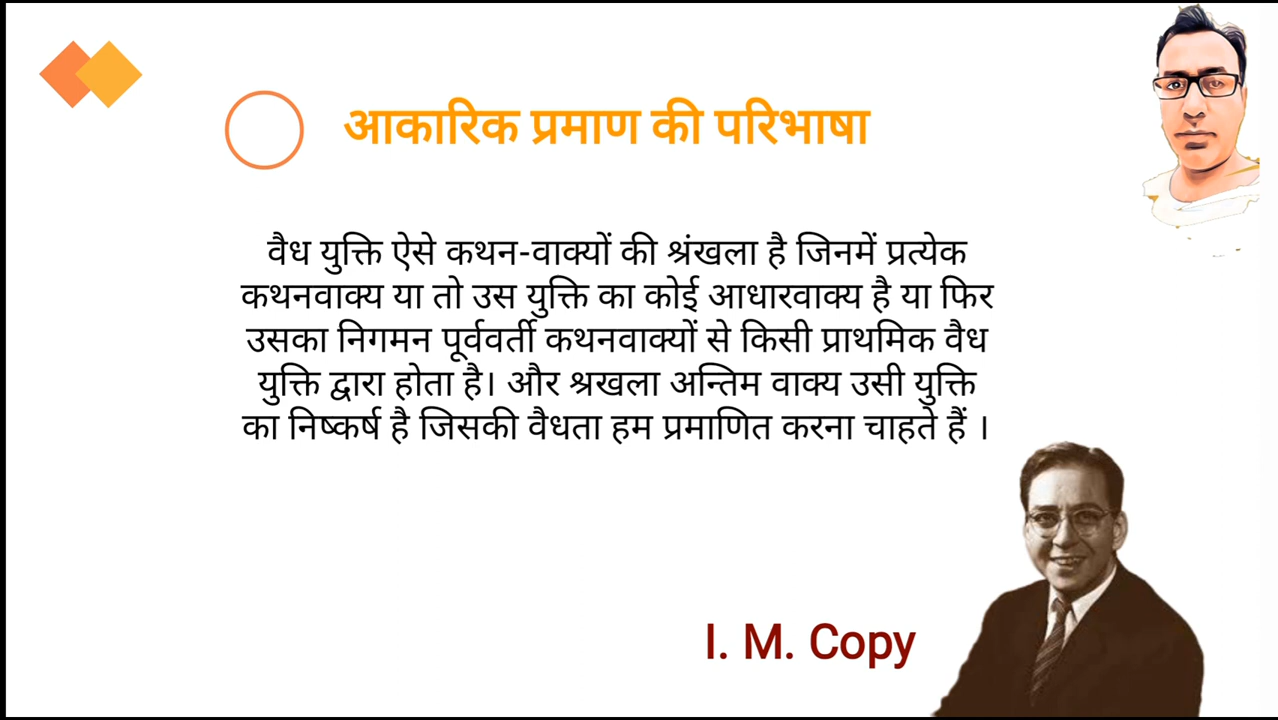 आकारिक प्रमाण की परिभाषा
वैध युक्ति ऐसे कथन-वाक्यों की श्रंखला है जिनमें प्रत्येक
कथनवाक्य या तो उस युक्ति का कोई आधारवाक्य है या फिर
उसका निगमन पूर्ववर्ती कथनवाक्यों से किसी प्राथमिक वैध
युक्ति द्वारा होता है। और श्रखला अन्तिम वाक्य उसी युक्ति
का निष्कर्ष है जिसकी वैधता हम प्रमाणित करना चाहते हैं ।
I. M. Copy